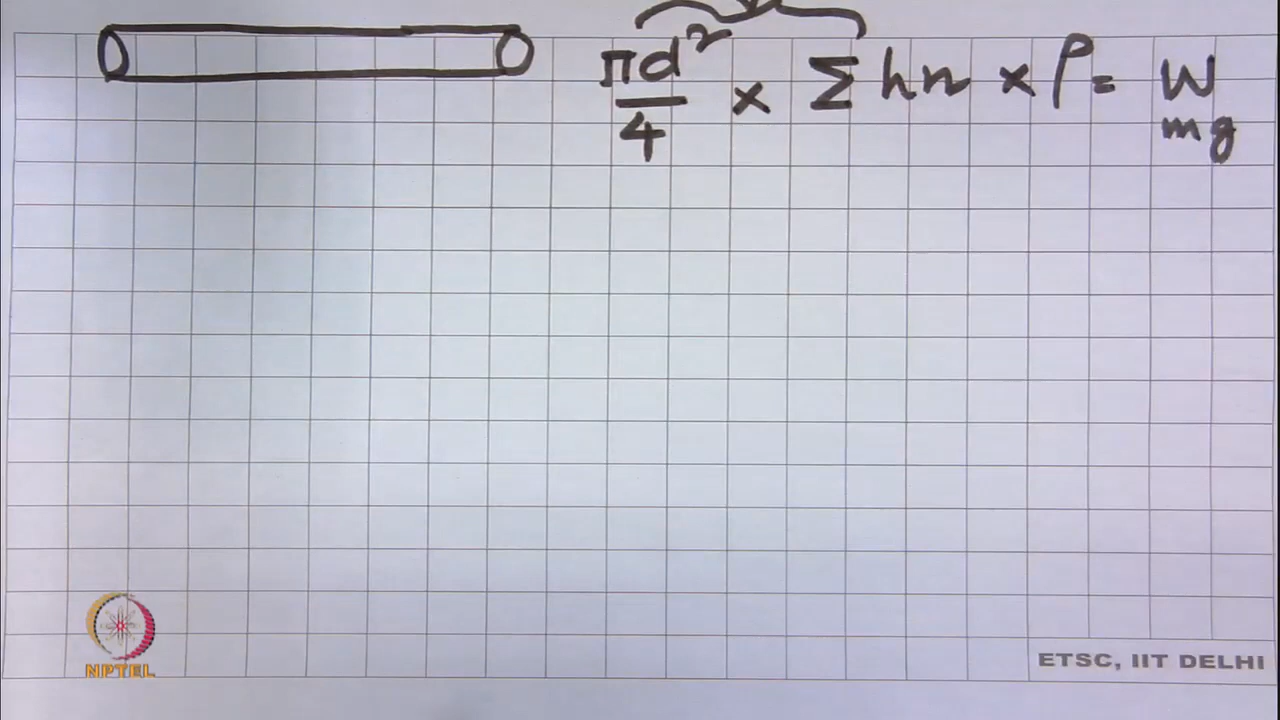 πd²/4 × Σ hn × ρ = W
mg
NPTEL
ETSC, IIT DELHI